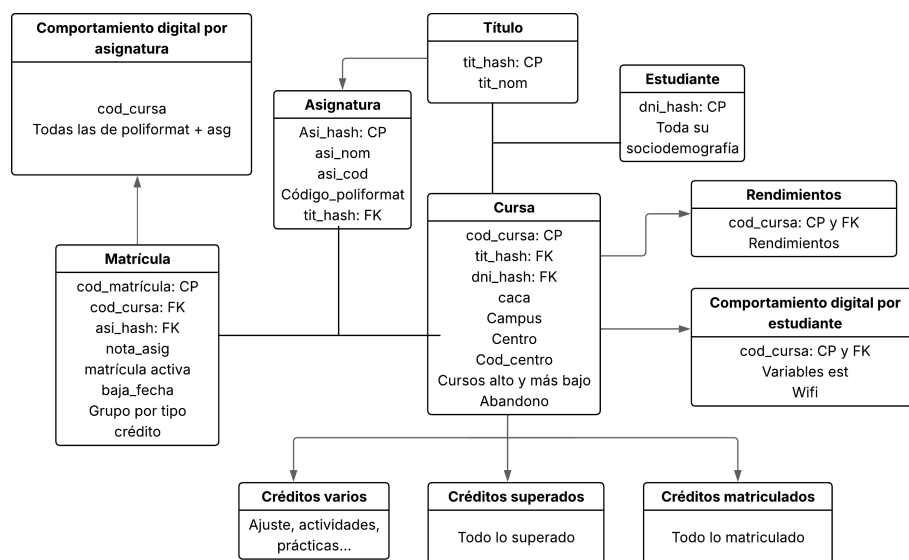 Comportamiento digital por
asignatura
cod_cursa
Todas las de poliformat + asg
Título
tit_hash: CP
tit_nom
Estudiante
dni_hash: CP
Toda su
sociodemografía
Asignatura
Asi_hash: CP
asi_nom
asi_cod
Código_poliformat
tit_hash: FK
Cursa
cod_cursa: CP
tit_hash: FK
dni_hash: FK
caca
Campus
Centro
Cod_centro
Cursos alto y más bajo
Abandono
Rendimientos
cod_cursa: CP y FK
Rendimientos
Matrícula
cod_matrícula: CP
cod_cursa: FK
asi_hash: FK
nota_asig
matrícula activa
baja_fecha
Grupo por tipo
crédito
Comportamiento digital por
estudiante
cod_cursa: CP y FK
Variables est
Wifi
Créditos varios
Ajuste, actividades,
prácticas...
Créditos superados
Todo lo superado
Créditos matriculados
Todo lo matriculado